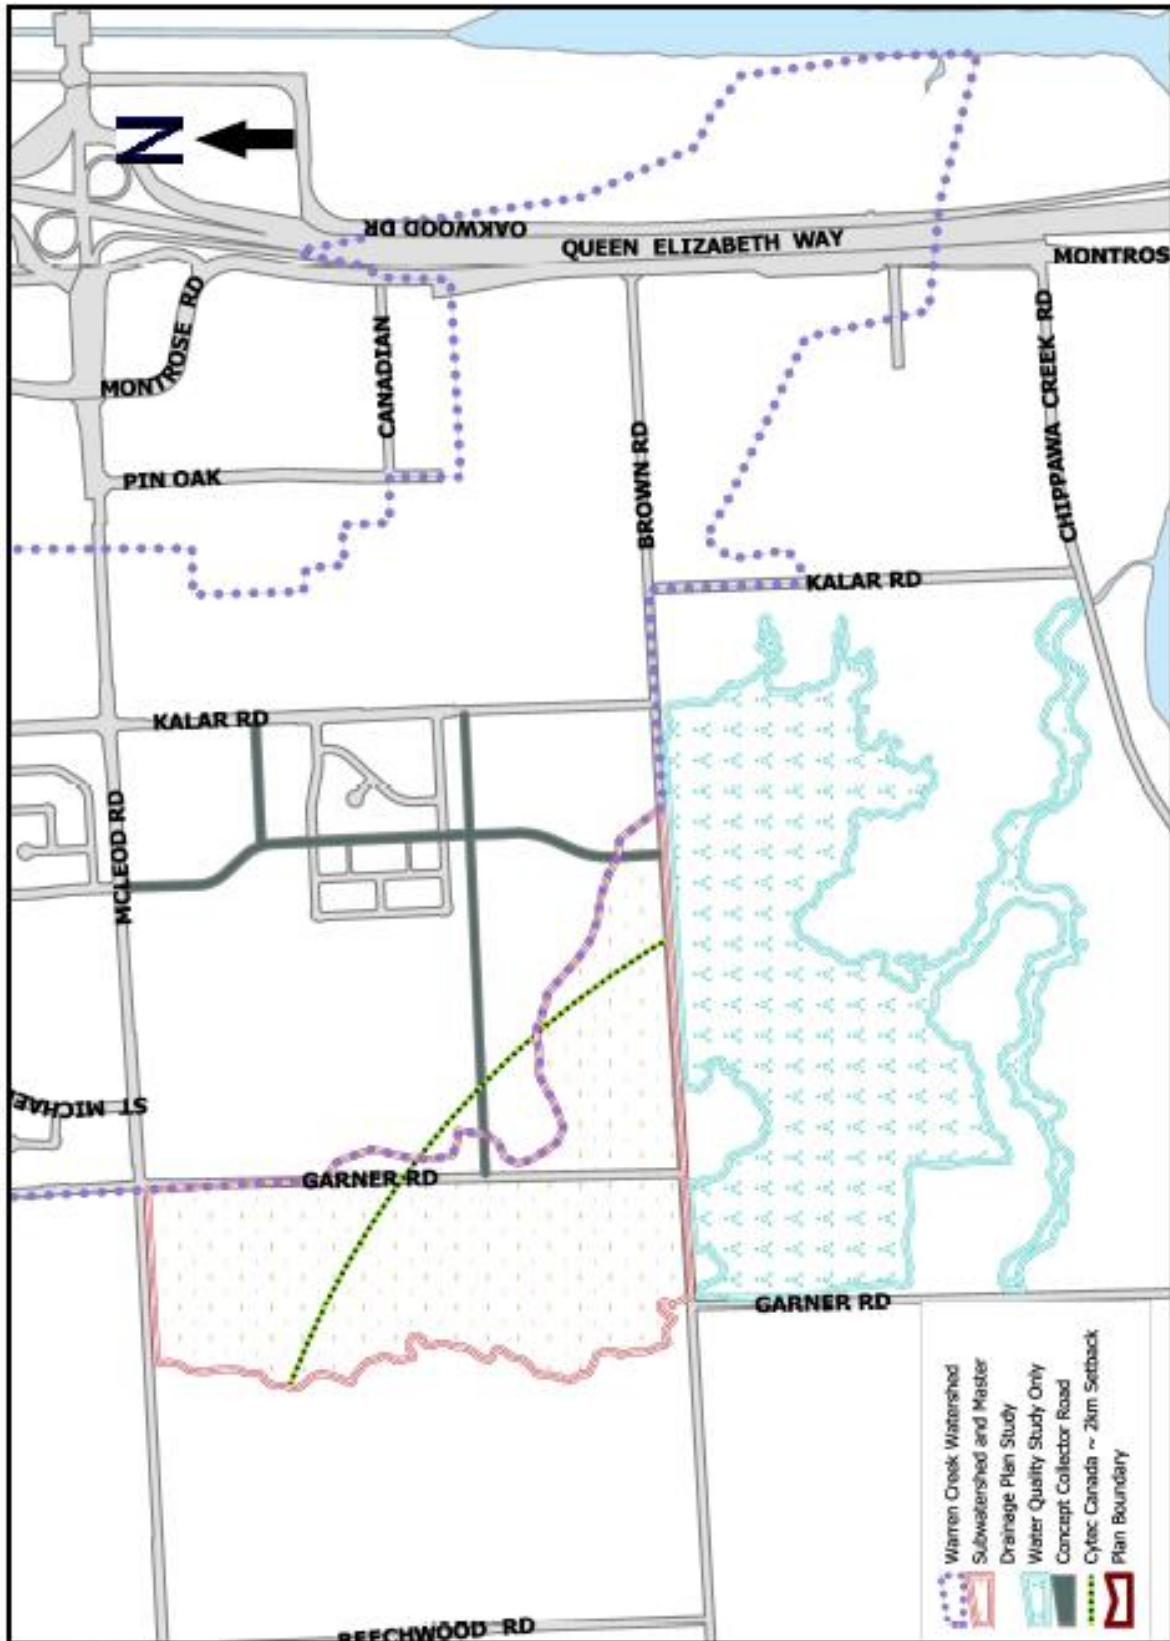 N
OAKWOOD DR
QUEEN ELIZABETH WAY
MONTROS
MONTROSE RD
CANADIAN
BROWN RD
CHIPPAWA CREEK RD
PIN OAK
KALAR RD
KALAR RD
MCLEOD RD
ST MICHAEL
GARNER RD
GARNER RD
BEECHWOOD RD
Warren Creek Watershed
Subwatershed and Master
Drainage Plan Study
Water Quality Study Only
Concept Collector Road
Cytec Canada ~ 2km Setback
Plan Boundary